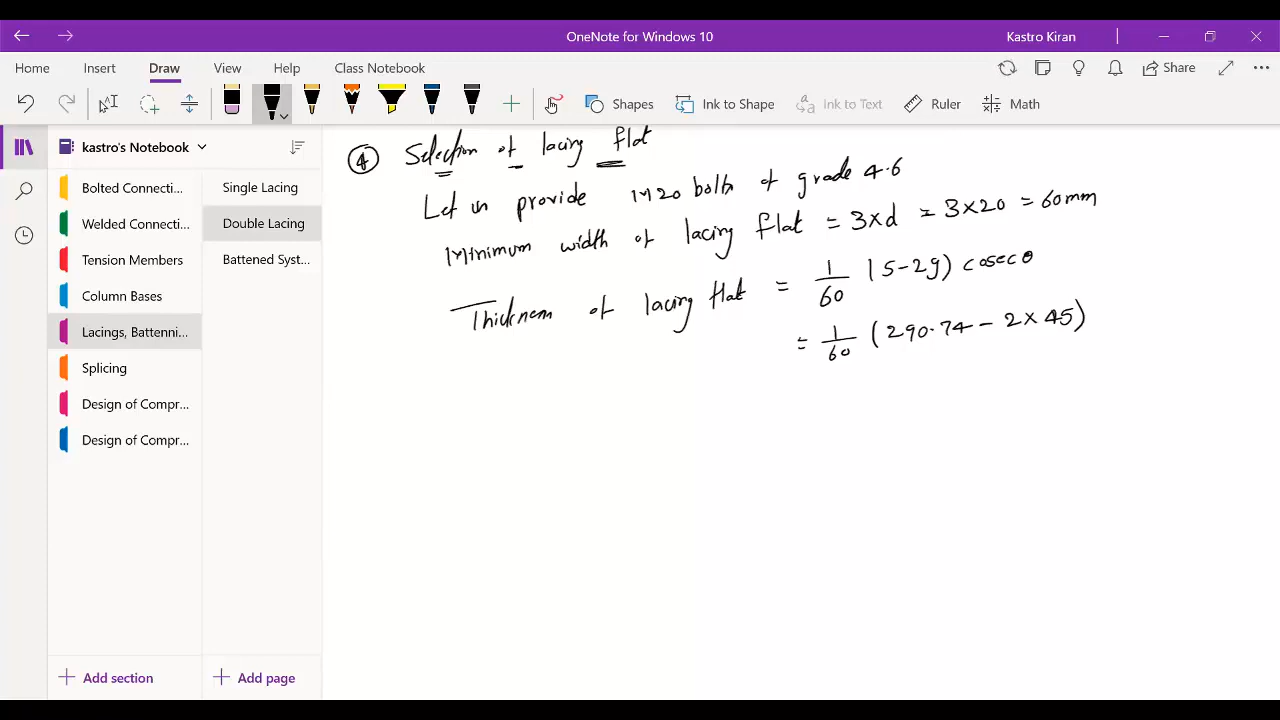 OneNote for Windows 10
Kastro Kiran
Home Insert Draw View Help Class Notebook
Share
Shapes Ink to Shape Ink to Text Ruler Math
kastro's Notebook
Bolted Connecti...
Welded Connecti...
Tension Members
Column Bases
Lacings, Battenni...
Splicing
Design of Compr...
Design of Compr...
Add section
Single Lacing
Double Lacing
Battened Syst...
Add page
④ Selection of lacing flat
Let us provide M20 bolts of grade 4.6
Minimum width of lacing flat = 3×d = 3×20 = 60mm
Thickness of lacing flat = 1/60 (S-2g) cosec θ
= 1/60 (290.74 - 2×45)